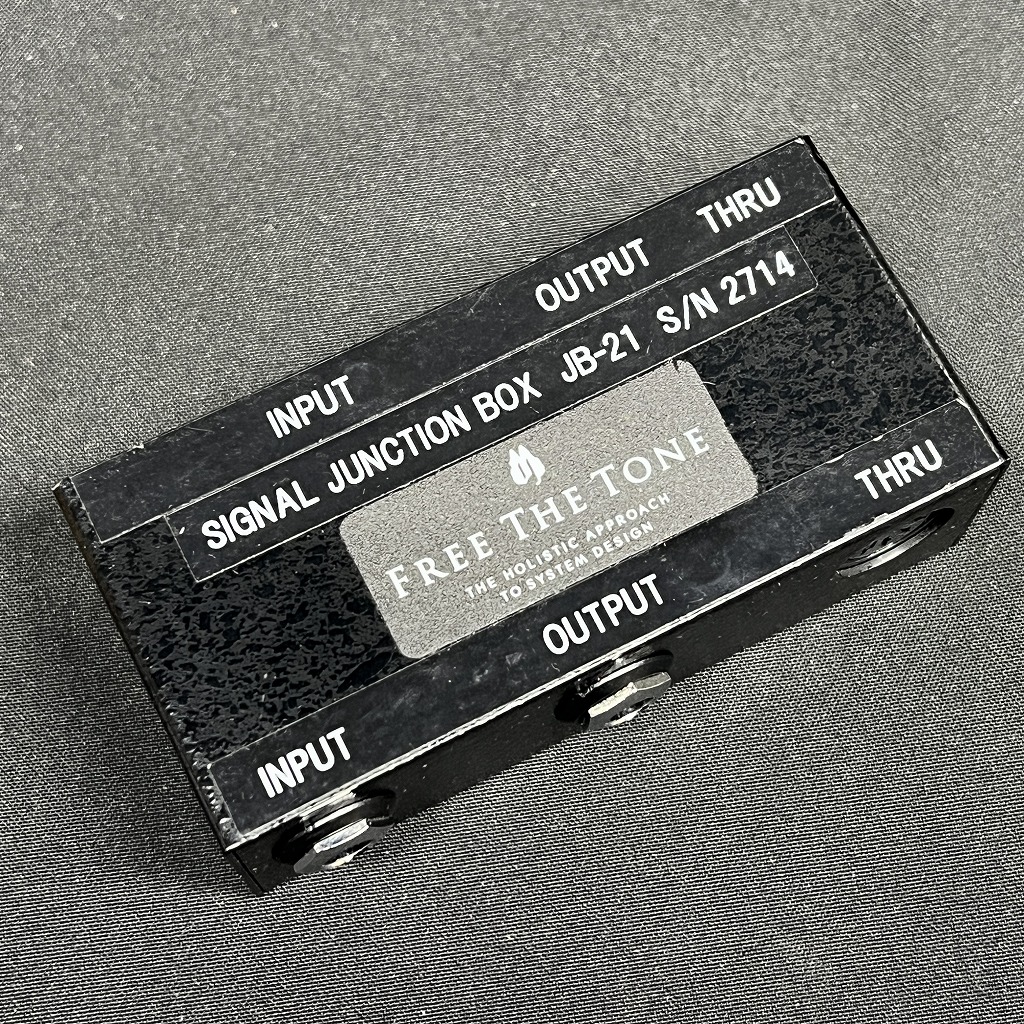 INPUT OUTPUT THRU
SIGNAL JUNCTION BOX JB-21 S/N 2714
FREE THE TONE
THE HOLISTIC APPROACH
TO SYSTEM DESIGN
INPUT OUTPUT THRU